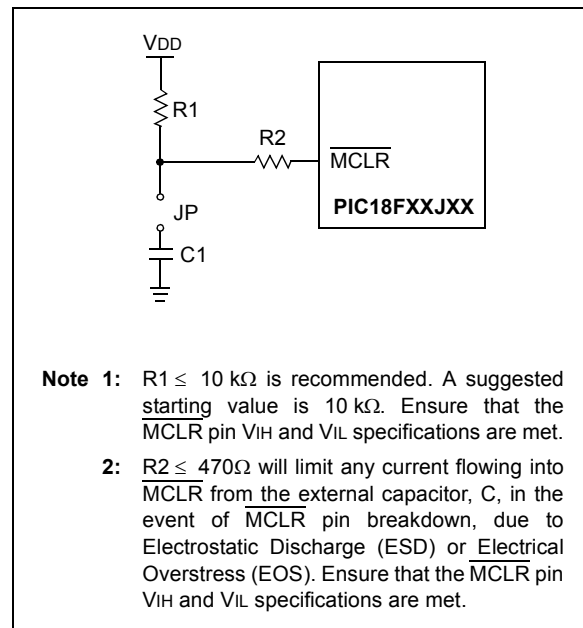 VDD
R1
R2
MCLR
PIC18FXXJXX
JP
C1
Note 1: R1 ≤ 10 kΩ is recommended. A suggested
starting value is 10 kΩ. Ensure that the
MCLR pin VIH and VIL specifications are met.
2: R2 ≤ 470Ω will limit any current flowing into
MCLR from the external capacitor, C, in the
event of MCLR pin breakdown, due to
Electrostatic Discharge (ESD) or Electrical
Overstress (EOS). Ensure that the MCLR pin
VIH and VIL specifications are met.